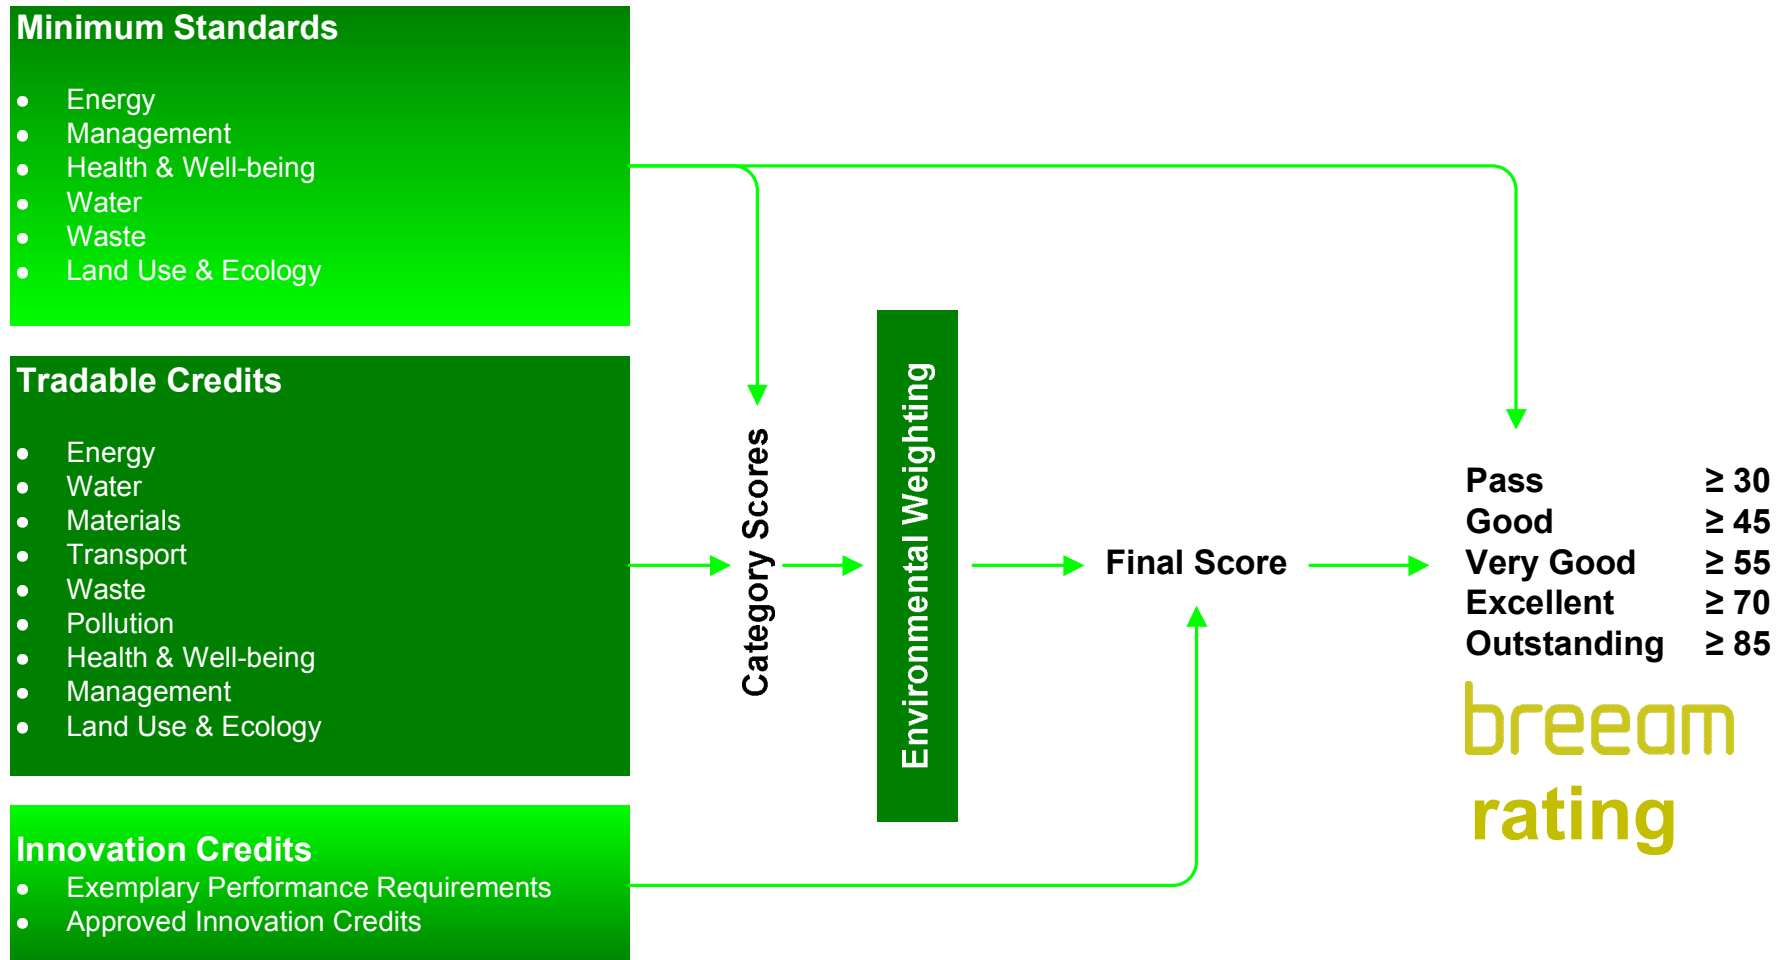 Minimum Standards
• Energy
• Management
• Health & Well-being
• Water
• Waste
• Land Use & Ecology
Tradable Credits
• Energy
• Water
• Materials
• Transport
• Waste
• Pollution
• Health & Well-being
• Management
• Land Use & Ecology
Innovation Credits
• Exemplary Performance Requirements
• Approved Innovation Credits
Category Scores
Environmental Weighting
Final Score
Pass ≥ 30
Good ≥ 45
Very Good ≥ 55
Excellent ≥ 70
Outstanding ≥ 85
breeam
rating